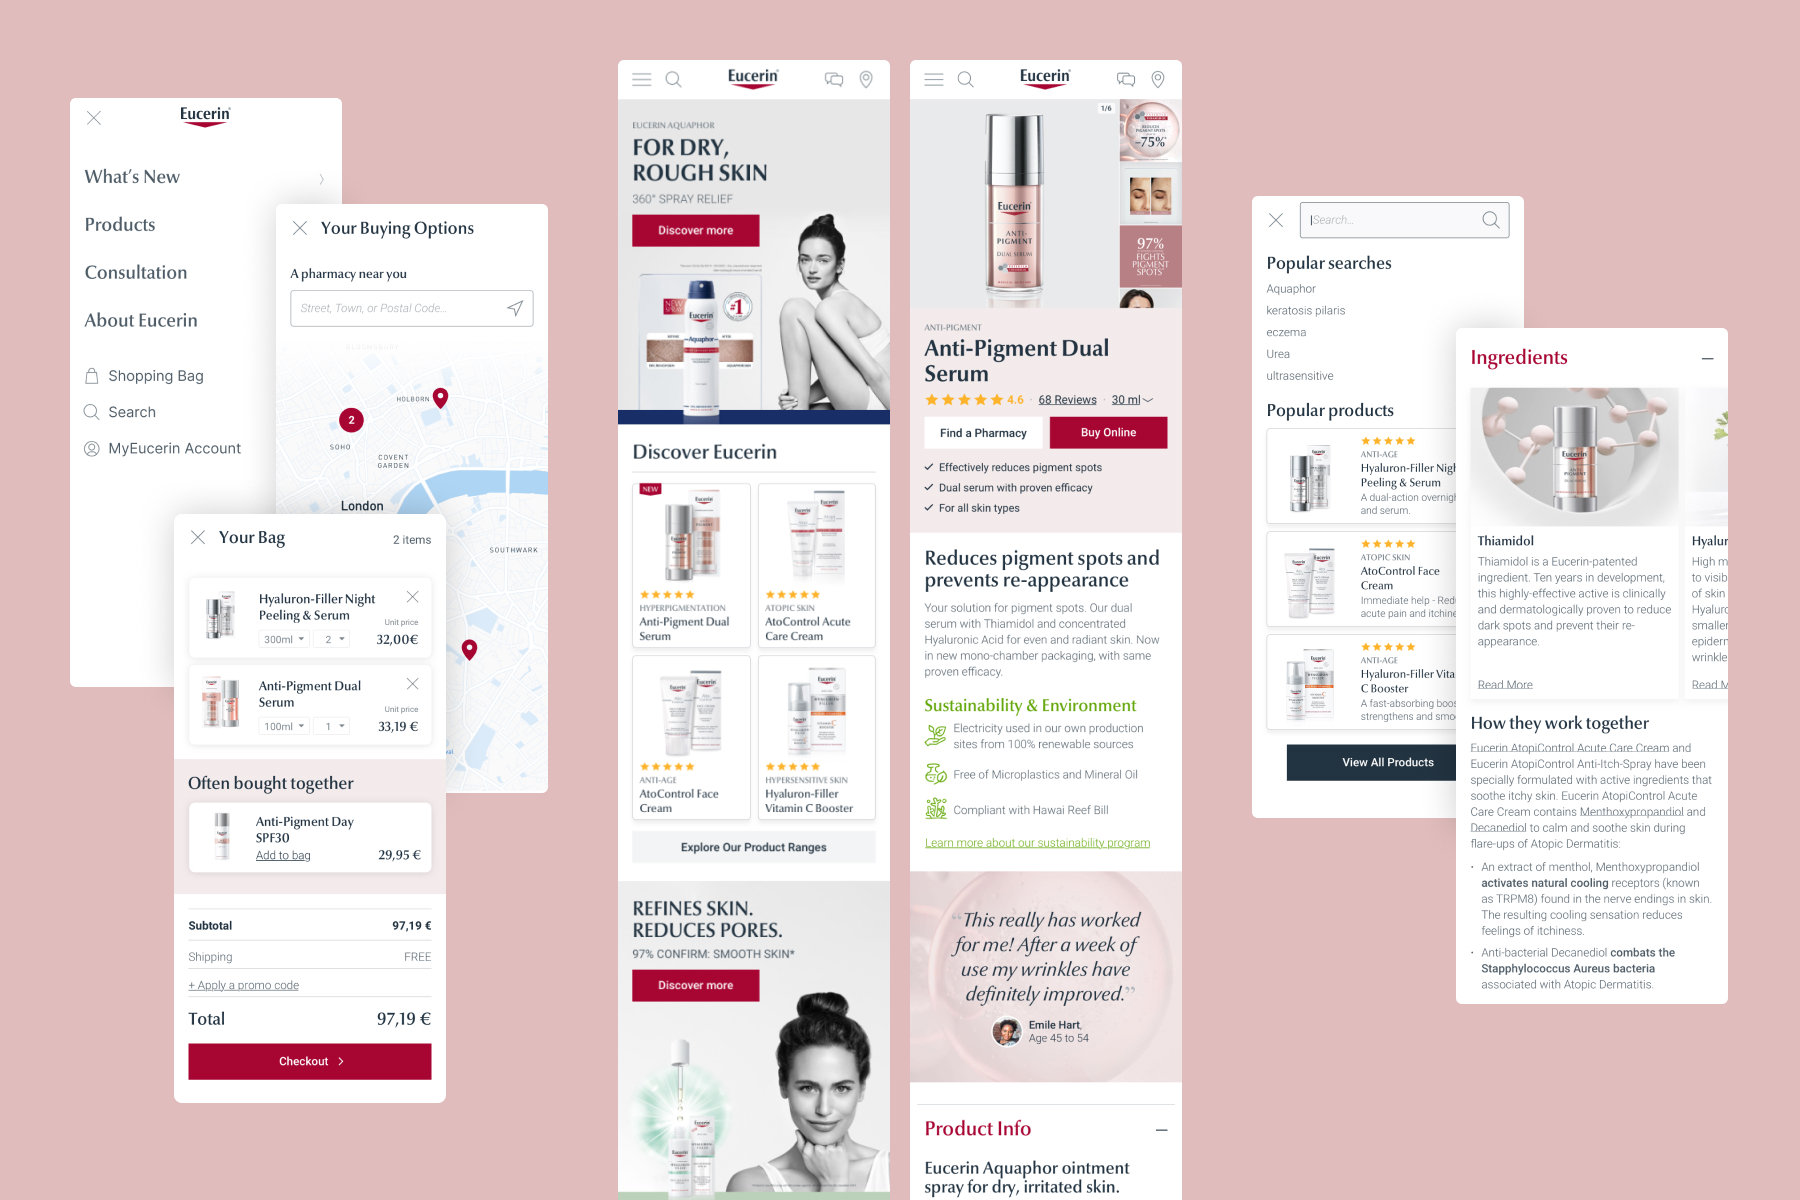 Eucerin
What's New
Products
Consultation
About Eucerin
Shopping Bag
Search
MyEucerin Account
Your Buying Options
A pharmacy near you
Street, Town, or Postal Code...
BLOOMSBURY
HOLBORN
2
SOHO
COVENT
GARDEN
London
SOUTHWARK
Your Bag
2 items
Hyaluron-Filler Night
Peeling & Serum
Unit price
300ml
2
32,00€
Anti-Pigment Dual
Serum
Unit price
100ml
1
33,19 €
Often bought together
Anti-Pigment Day
SPF30
Add to bag
29,95 €
Subtotal
97,19 €
Shipping
FREE
+ Apply a promo code
Total
97,19 €
Checkout
Eucerin
EUCERIN AQUAPHOR
FOR DRY,
ROUGH SKIN
360° SPRAY RELIEF
Discover more
NEW
SPRAY
#1
Eucerin
Aquaphor
Discover Eucerin
NEW
HYPERPIGMENTATION
Anti-Pigment Dual
Serum
ATOPIC SKIN
AtoControl Acute
Care Cream
ANTI-AGE
AtoControl Face
Cream
HYPERSENSITIVE SKIN
Hyaluron-Filler
Vitamin C Booster
Explore Our Product Ranges
REFINES SKIN.
REDUCES PORES.
97% CONFIRM: SMOOTH SKIN*
Discover more
Eucerin
1/6
Eucerin
ANTI-
PIGMENT
DUAL SERUM
REDUCES
PIGMENT SPOTS
-75%
97%
FIGHTS
PIGMENT
SPOTS
ANTI-PIGMENT
Anti-Pigment Dual
Serum
4.6 · 68 Reviews · 30 ml
Find a Pharmacy
Buy Online
Effectively reduces pigment spots
Dual serum with proven efficacy
For all skin types
Reduces pigment spots and
prevents re-appearance
Your solution for pigment spots. Our dual
serum with Thiamidol and concentrated
Hyaluronic Acid for even and radiant skin. Now
in new mono-chamber packaging, with same
proven efficacy.
Sustainability & Environment
Electricity used in our own production
sites from 100% renewable sources
Free of Microplastics and Mineral Oil
Compliant with Hawai Reef Bill
Learn more about our sustainability program
“This really has worked
for me! After a week of
use my wrinkles have
definitely improved.”
Emile Hart,
Age 45 to 54
Product Info
Eucerin Aquaphor ointment
spray for dry, irritated skin.
Search...
Popular searches
Aquaphor
keratosis pilaris
eczema
Urea
ultrasensitive
Popular products
ANTI-AGE
Hyaluron-Filler Nigh
Peeling & Serum
A dual-action overnigh
and serum.
ATOPIC SKIN
AtoControl Face
Cream
Immediate help - Red
acute pain and itchine
ANTI-AGE
Hyaluron-Filler Vita
C Booster
A fast-absorbing boos
strengthens and smoo
View All Products
Ingredients
Eucerin
Thiamidol
Thiamidol is a Eucerin-patented
ingredient. Ten years in development,
this highly-effective active is clinically
and dermatologically proven to reduce
dark spots and prevent their re-
appearance.
Read More
Hyalur
High m
to visib
of skin
Hyaluro
smaller
epidern
wrinkle
Read M
How they work together
Eucerin AtopiControl Acute Care Cream and
Eucerin AtopiControl Anti-Itch-Spray have been
specially formulated with active ingredients that
soothe itchy skin. Eucerin AtopiControl Acute
Care Cream contains Menthoxypropandiol and
Decanediol to calm and soothe skin during
flare-ups of Atopic Dermatitis:
· An extract of menthol, Menthoxypropandiol
activates natural cooling receptors (known
as TRPM8) found in the nerve endings in skin.
The resulting cooling sensation reduces
feelings of itchiness.
· Anti-bacterial Decanediol combats the
Stapphylococcus Aureus bacteria
associated with Atopic Dermatitis.